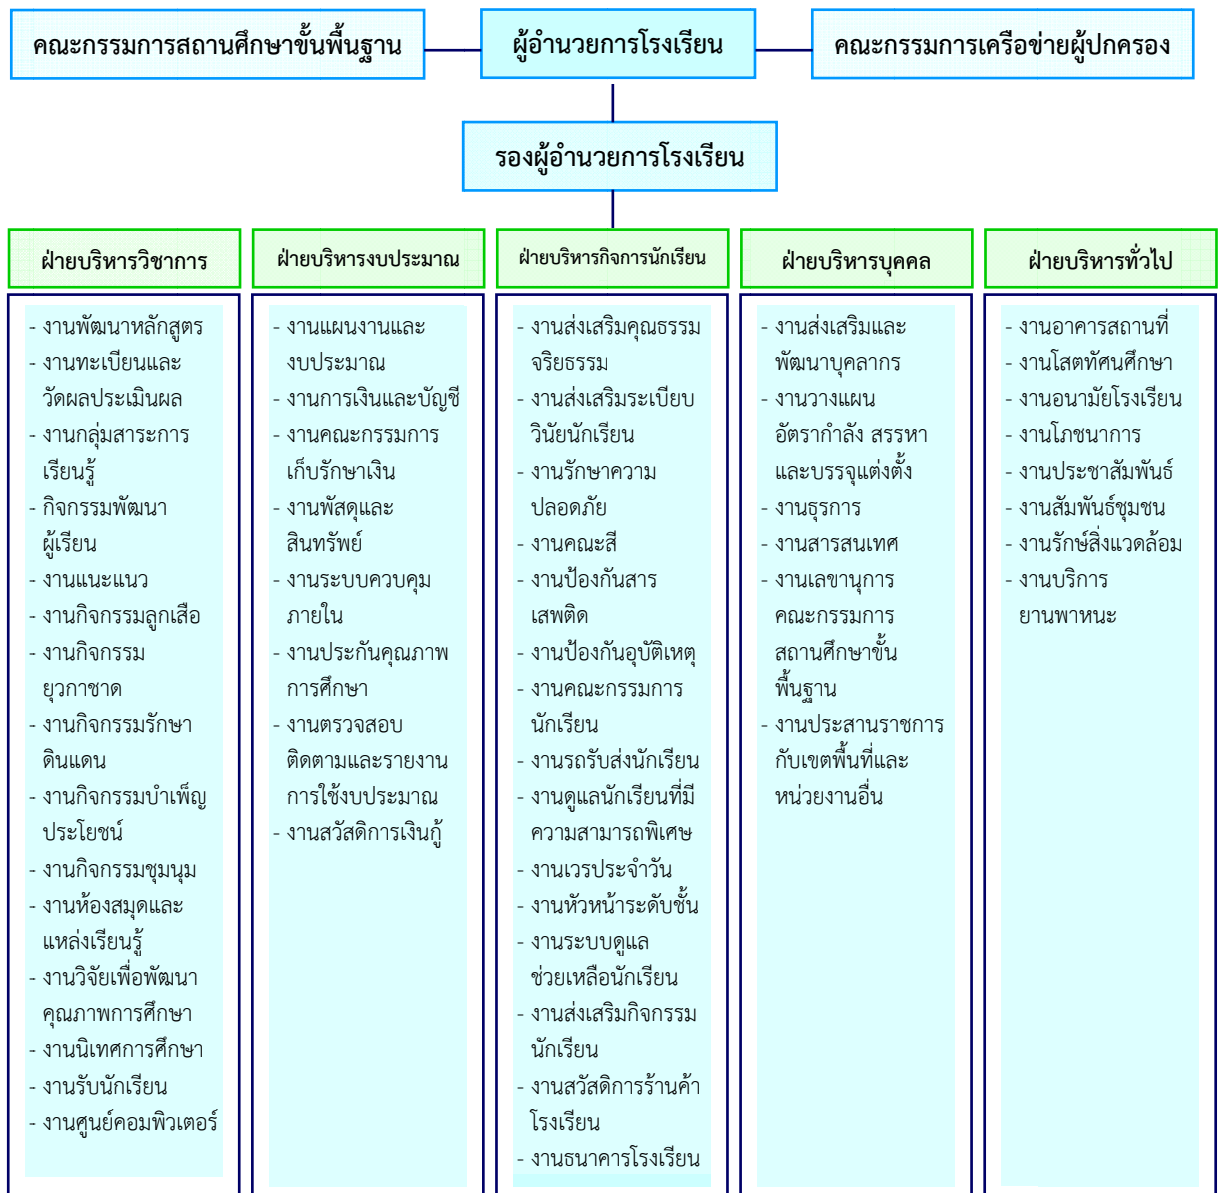 คณะกรรมการสถานศึกษาขั้นพื้นฐาน
ผู้อำนวยการโรงเรียน
คณะกรรมการเครือข่ายผู้ปกครอง
รองผู้อำนวยการโรงเรียน
ฝ่ายบริหารวิชาการ
- งานพัฒนาหลักสูตร
- งานทะเบียนและ
วัดผลประเมินผล
- งานกลุ่มสาระการ
เรียนรู้
- กิจกรรมพัฒนา
ผู้เรียน
- งานแนะแนว
- งานกิจกรรมลูกเสือ
- งานกิจกรรม
ยุวกาชาด
- งานกิจกรรมรักษา
ดินแดน
- งานกิจกรรมบำเพ็ญ
ประโยชน์
- งานกิจกรรมชุมนุม
- งานห้องสมุดและ
แหล่งเรียนรู้
- งานวิจัยเพื่อพัฒนา
คุณภาพการศึกษา
- งานนิเทศการศึกษา
- งานรับนักเรียน
- งานศูนย์คอมพิวเตอร์
ฝ่ายบริหารงบประมาณ
- งานแผนงานและ
งบประมาณ
- งานการเงินและบัญชี
- งานคณะกรรมการ
เก็บรักษาเงิน
- งานพัสดุและ
สินทรัพย์
- งานระบบควบคุม
ภายใน
- งานประกันคุณภาพ
การศึกษา
- งานตรวจสอบ
ติดตามและรายงาน
การใช้งบประมาณ
- งานสวัสดิการเงินกู้
ฝ่ายบริหารกิจการนักเรียน
- งานส่งเสริมคุณธรรม
จริยธรรม
- งานส่งเสริมระเบียบ
วินัยนักเรียน
- งานรักษาความ
ปลอดภัย
- งานคณะสี
- งานป้องกันสาร
เสพติด
- งานป้องกันอุบัติเหตุ
- งานคณะกรรมการ
นักเรียน
- งานรถรับส่งนักเรียน
- งานดูแลนักเรียนที่มี
ความสามารถพิเศษ
- งานเวรประจำวัน
- งานหัวหน้าระดับชั้น
- งานระบบดูแล
ช่วยเหลือนักเรียน
- งานส่งเสริมกิจกรรม
นักเรียน
- งานสวัสดิการร้านค้า
โรงเรียน
- งานธนาคารโรงเรียน
ฝ่ายบริหารบุคคล
- งานส่งเสริมและ
พัฒนาบุคลากร
- งานวางแผน
อัตรากำลัง สรรหา
และบรรจุแต่งตั้ง
- งานธุรการ
- งานสารสนเทศ
- งานเลขานุการ
คณะกรรมการ
สถานศึกษาขั้น
พื้นฐาน
- งานประสานราชการ
กับเขตพื้นที่และ
หน่วยงานอื่น
ฝ่ายบริหารทั่วไป
- งานอาคารสถานที่
- งานโสตทัศนศึกษา
- งานอนามัยโรงเรียน
- งานโภชนาการ
- งานประชาสัมพันธ์
- งานสัมพันธ์ชุมชน
- งานรักษ์สิ่งแวดล้อม
- งานบริการ
ยานพาหนะ